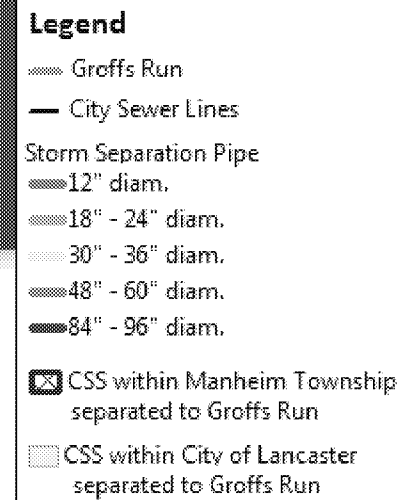 Legend
Groffs Run
City Sewer Lines
Storm Separation Pipe
12" diam.
18" - 24" diam.
30" - 36" diam.
48" - 60" diam.
84" - 96" diam.
CSS within Manheim Township
separated to Groffs Run
CSS within City of Lancaster
separated to Groffs Run